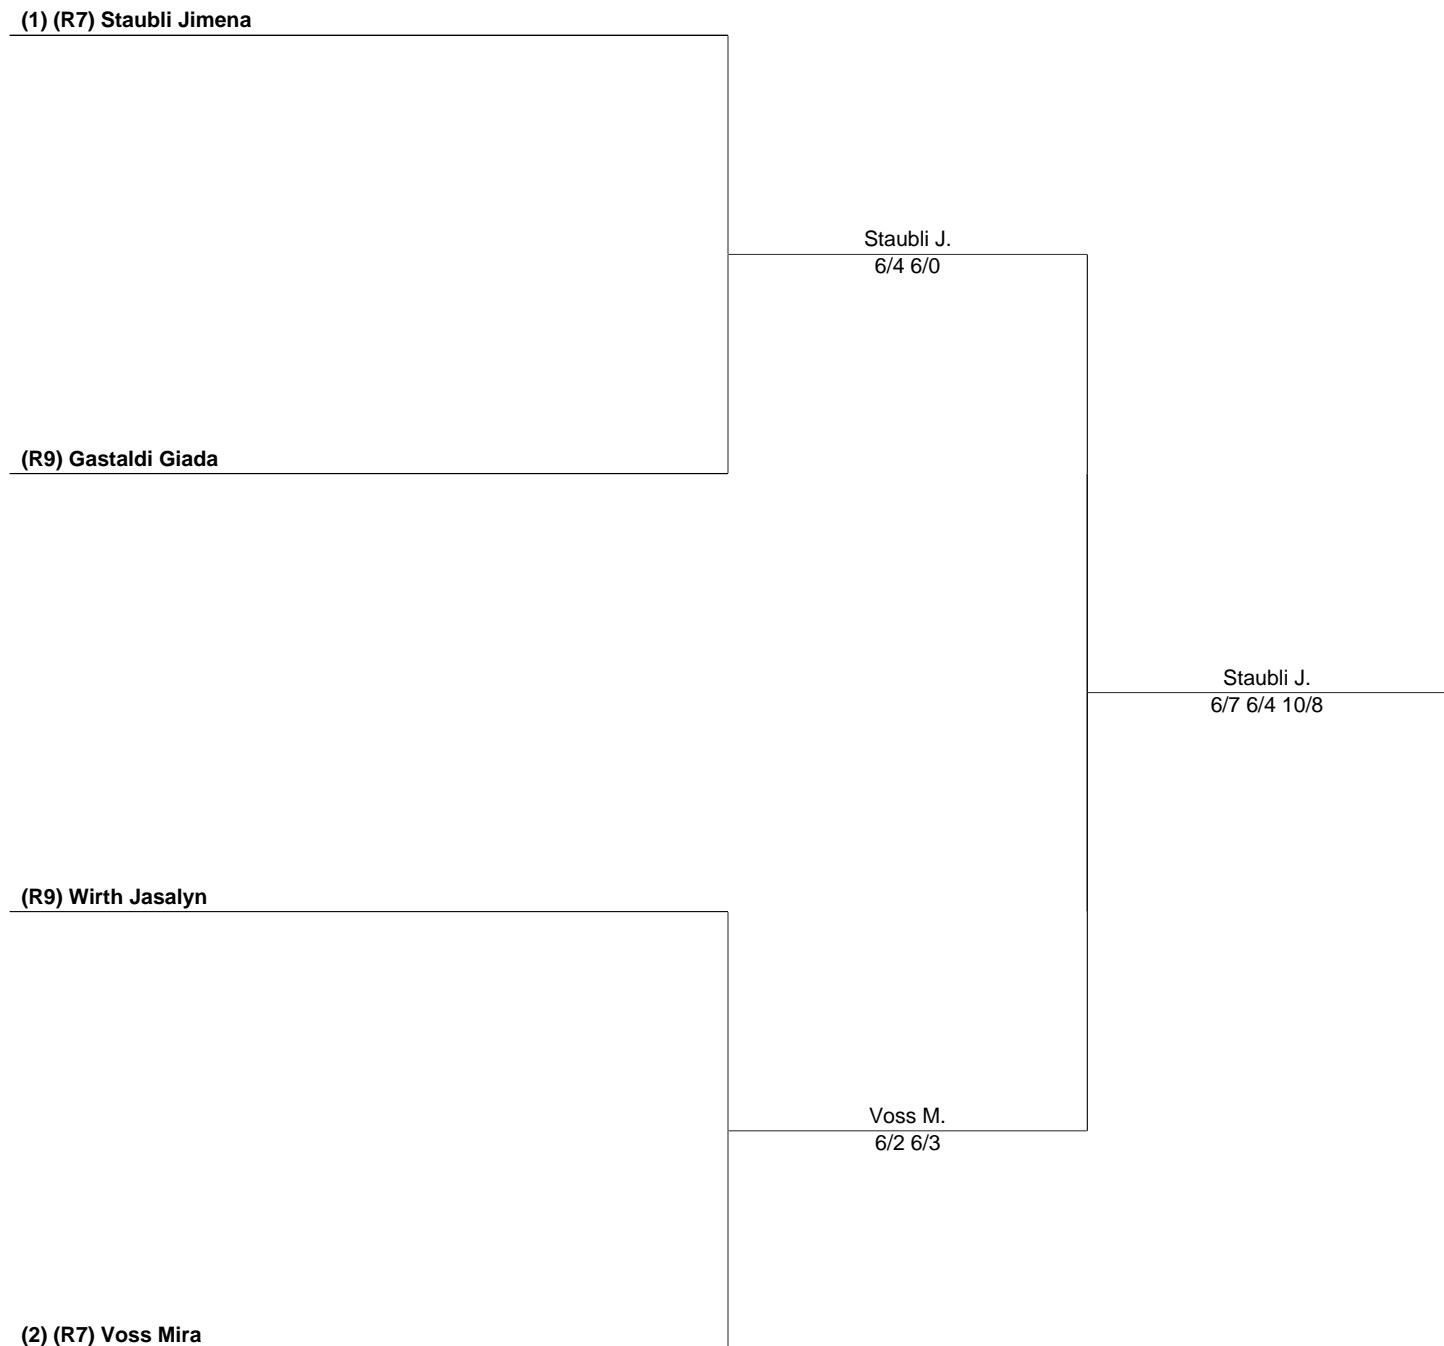 (1) (R7) Staubli Jimena
Staubli J.
6/4 6/0
(R9) Gastaldi Giada
Staubli J.
6/7 6/4 10/8
(R9) Wirth Jasalyn
Voss M.
6/2 6/3
(2) (R7) Voss Mira